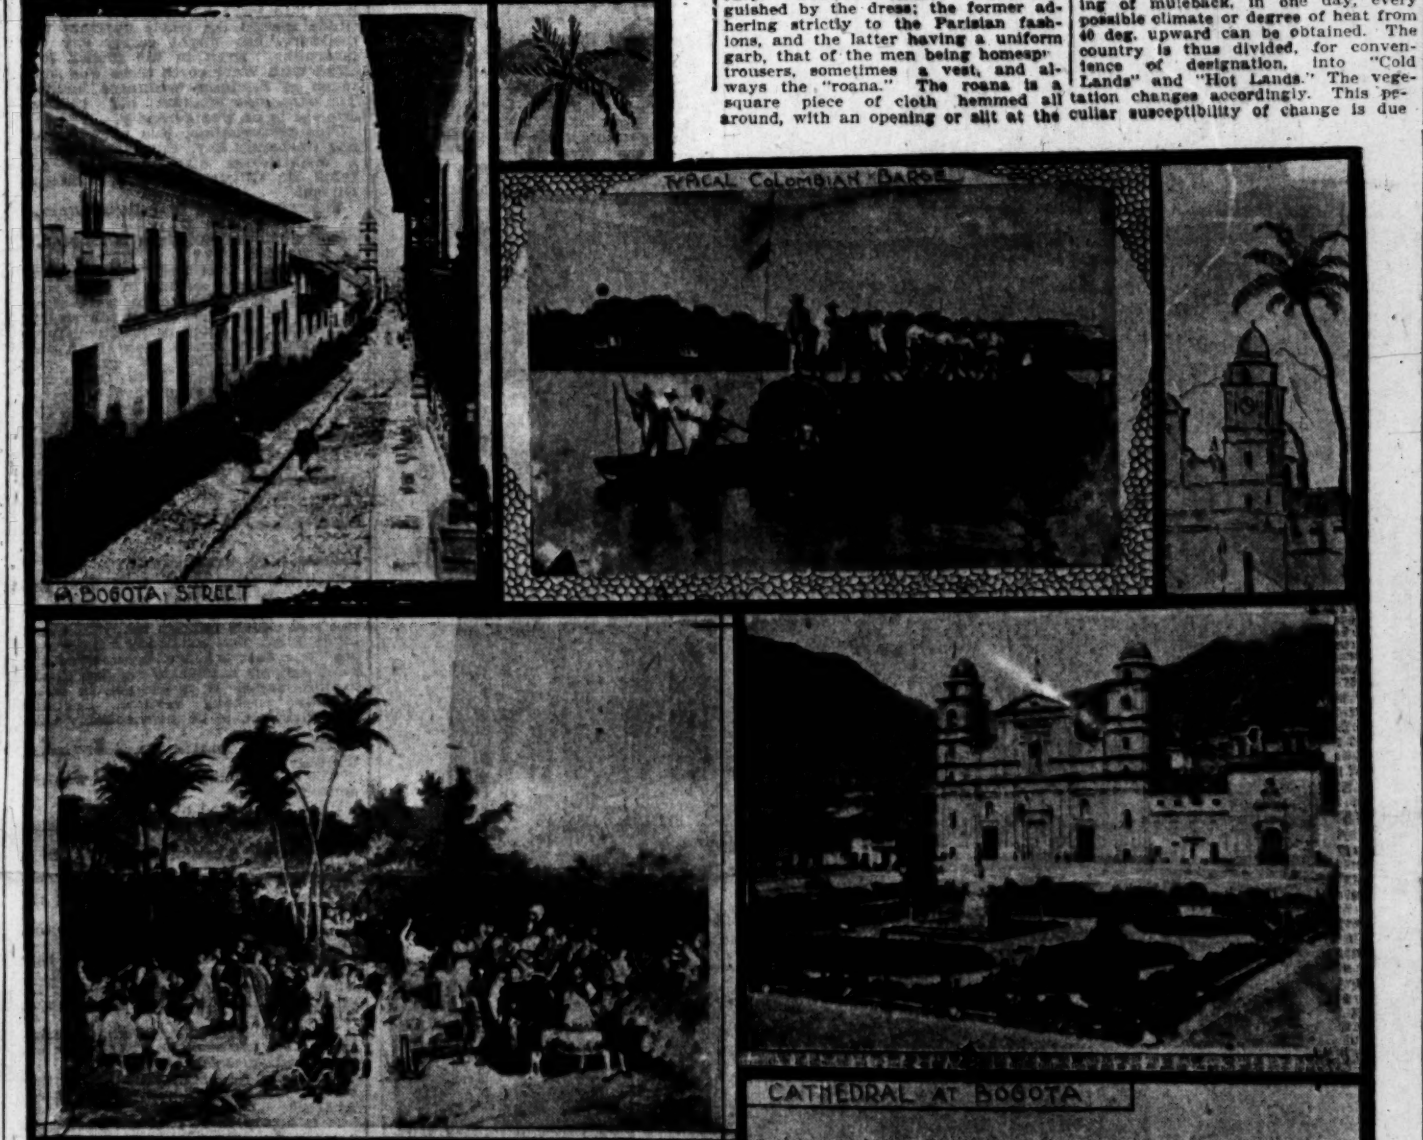 guished by the dress; the former ad-
hering strictly to the Parisian fash-
ions, and the latter having a uniform
garb, that of the men being homesp
trousers, sometimes a vest, and al-
ways the "roana." The roana is a
square piece of cloth hemmed all
around, with an opening or slit at the
ing of muleback, in one day, every
possible climate or degree of heat from
40 deg. upward can be obtained. The
country is thus divided, for conven-
ience of designation, into "Cold
Lands" and "Hot Lands." The vege-
tation changes accordingly. This pe-
culiar susceptibility of change is due
TYPICAL COLOMBIAN BARGE
A BOGOTA STREET
CATHEDRAL AT BOGOTA